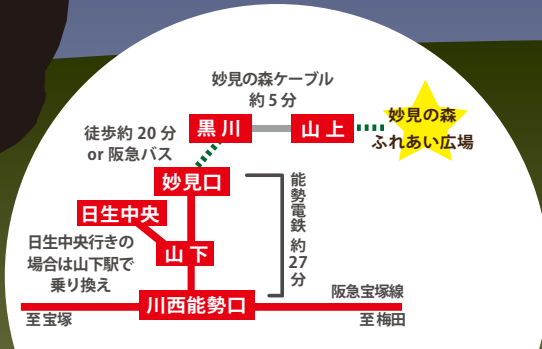 妙見の森ケーブル
約５分
黒川
山上
妙見の森
ふれあい広場
徒歩約 20 分
or 阪急バス
妙見口
能勢電鉄 約27分
日生中央
日生中央行きの
場合は山下駅で
乗り換え
山下
川西能勢口
阪急宝塚線
至宝塚
至梅田